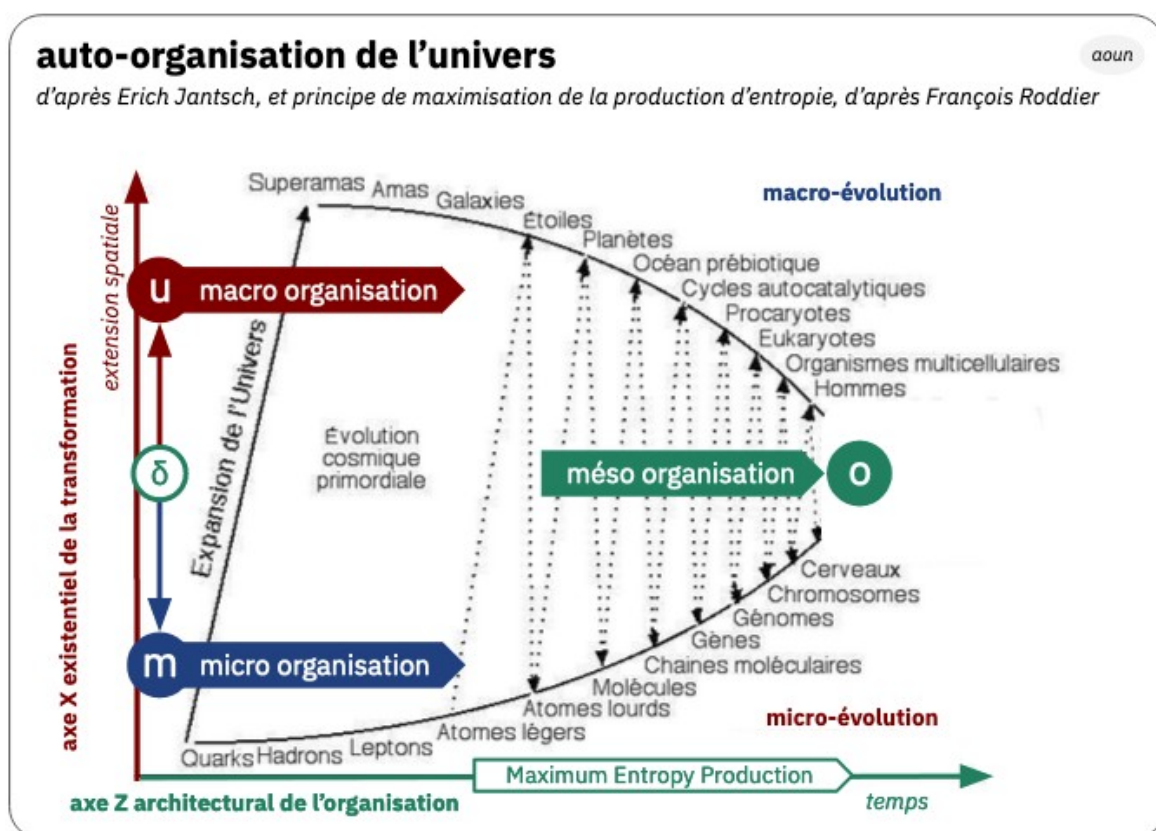 auto-organisation de l’univers
aoun
d’après Erich Jantsch, et principe de maximisation de la production d’entropie, d’après François Roddier
Superamas
Amas
Galaxies
Étoiles
Planètes
Océan prébiotique
Cycles autocatalytiques
Procaryotes
Eukaryotes
Organismes multicellulaires
Hommes
macro-évolution
extension spatiale
axe X existentiel de la transformation
u
macro organisation
Expansion de l’Univers
δ
Évolution
cosmique
primordiale
méso organisation
o
m
micro organisation
Cerveaux
Chromosomes
Génomes
Gènes
Chaines moléculaires
Molécules
Atomes lourds
Atomes légers
Leptons
Hadrons
Quarks
micro-évolution
Maximum Entropy Production
axe Z architectural de l’organisation
temps